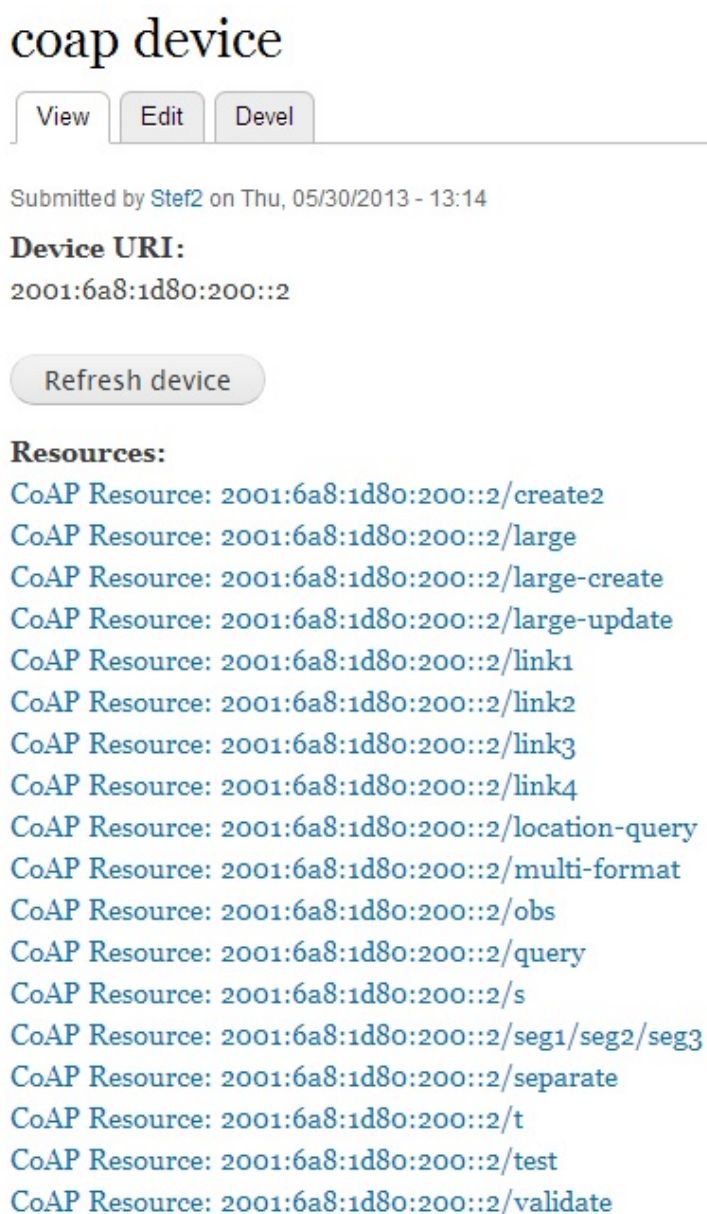 coap device
View Edit Devel
Submitted by Stef2 on Thu, 05/30/2013 - 13:14
Device URI:
2001:6a8:1d80:200::2
Refresh device
Resources:
CoAP Resource: 2001:6a8:1d80:200::2/create2
CoAP Resource: 2001:6a8:1d80:200::2/large
CoAP Resource: 2001:6a8:1d80:200::2/large-create
CoAP Resource: 2001:6a8:1d80:200::2/large-update
CoAP Resource: 2001:6a8:1d80:200::2/link1
CoAP Resource: 2001:6a8:1d80:200::2/link2
CoAP Resource: 2001:6a8:1d80:200::2/link3
CoAP Resource: 2001:6a8:1d80:200::2/link4
CoAP Resource: 2001:6a8:1d80:200::2/location-query
CoAP Resource: 2001:6a8:1d80:200::2/multi-format
CoAP Resource: 2001:6a8:1d80:200::2/obs
CoAP Resource: 2001:6a8:1d80:200::2/query
CoAP Resource: 2001:6a8:1d80:200::2/s
CoAP Resource: 2001:6a8:1d80:200::2/seg1/seg2/seg3
CoAP Resource: 2001:6a8:1d80:200::2/separate
CoAP Resource: 2001:6a8:1d80:200::2/t
CoAP Resource: 2001:6a8:1d80:200::2/test
CoAP Resource: 2001:6a8:1d80:200::2/validate